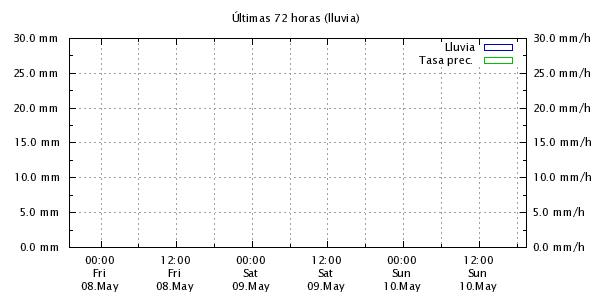 Últimas 72 horas (lluvia)
30.0 mm 30.0 mm/h
Lluvia
Tasa prec.
25.0 mm 25.0 mm/h
20.0 mm 20.0 mm/h
15.0 mm 15.0 mm/h
10.0 mm 10.0 mm/h
5.0 mm 5.0 mm/h
0.0 mm 0.0 mm/h
00:00 12:00 00:00 12:00 00:00 12:00
Fri Fri Sat Sat Sun Sun
08.May 08.May 09.May 09.May 10.May 10.May